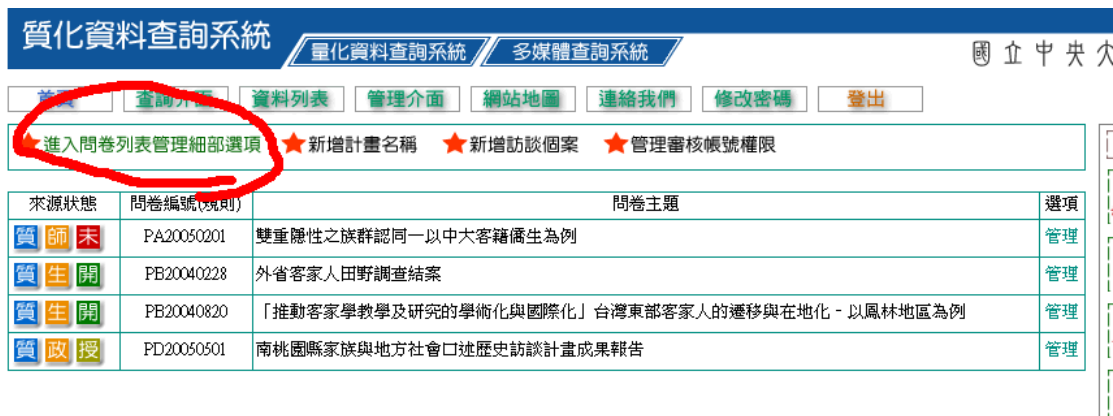 質化資料查詢系統 量化資料查詢系統 多媒體查詢系統 國立中央大
首頁 查詢介面 資料列表 管理介面 網站地圖 連絡我們 修改密碼 登出
進入問卷列表管理細部選項 新增計畫名稱 新增訪談個案 管理審核帳號權限
來源狀態 問卷編號(規則) 問卷主題 選項
質 師 未 PA20050201 雙重隱性之族群認同一以中大客籍僑生為例 管理
質 生 開 PB20040228 外省客家人田野調查結案 管理
質 生 開 PB20040820 「推動客家學教學及研究的學術化與國際化」台灣東部客家人的遷移與在地化 - 以鳳林地區為例 管理
質 政 授 PD20050501 南桃園縣家族與地方社會口述歷史訪談計畫成果報告 管理